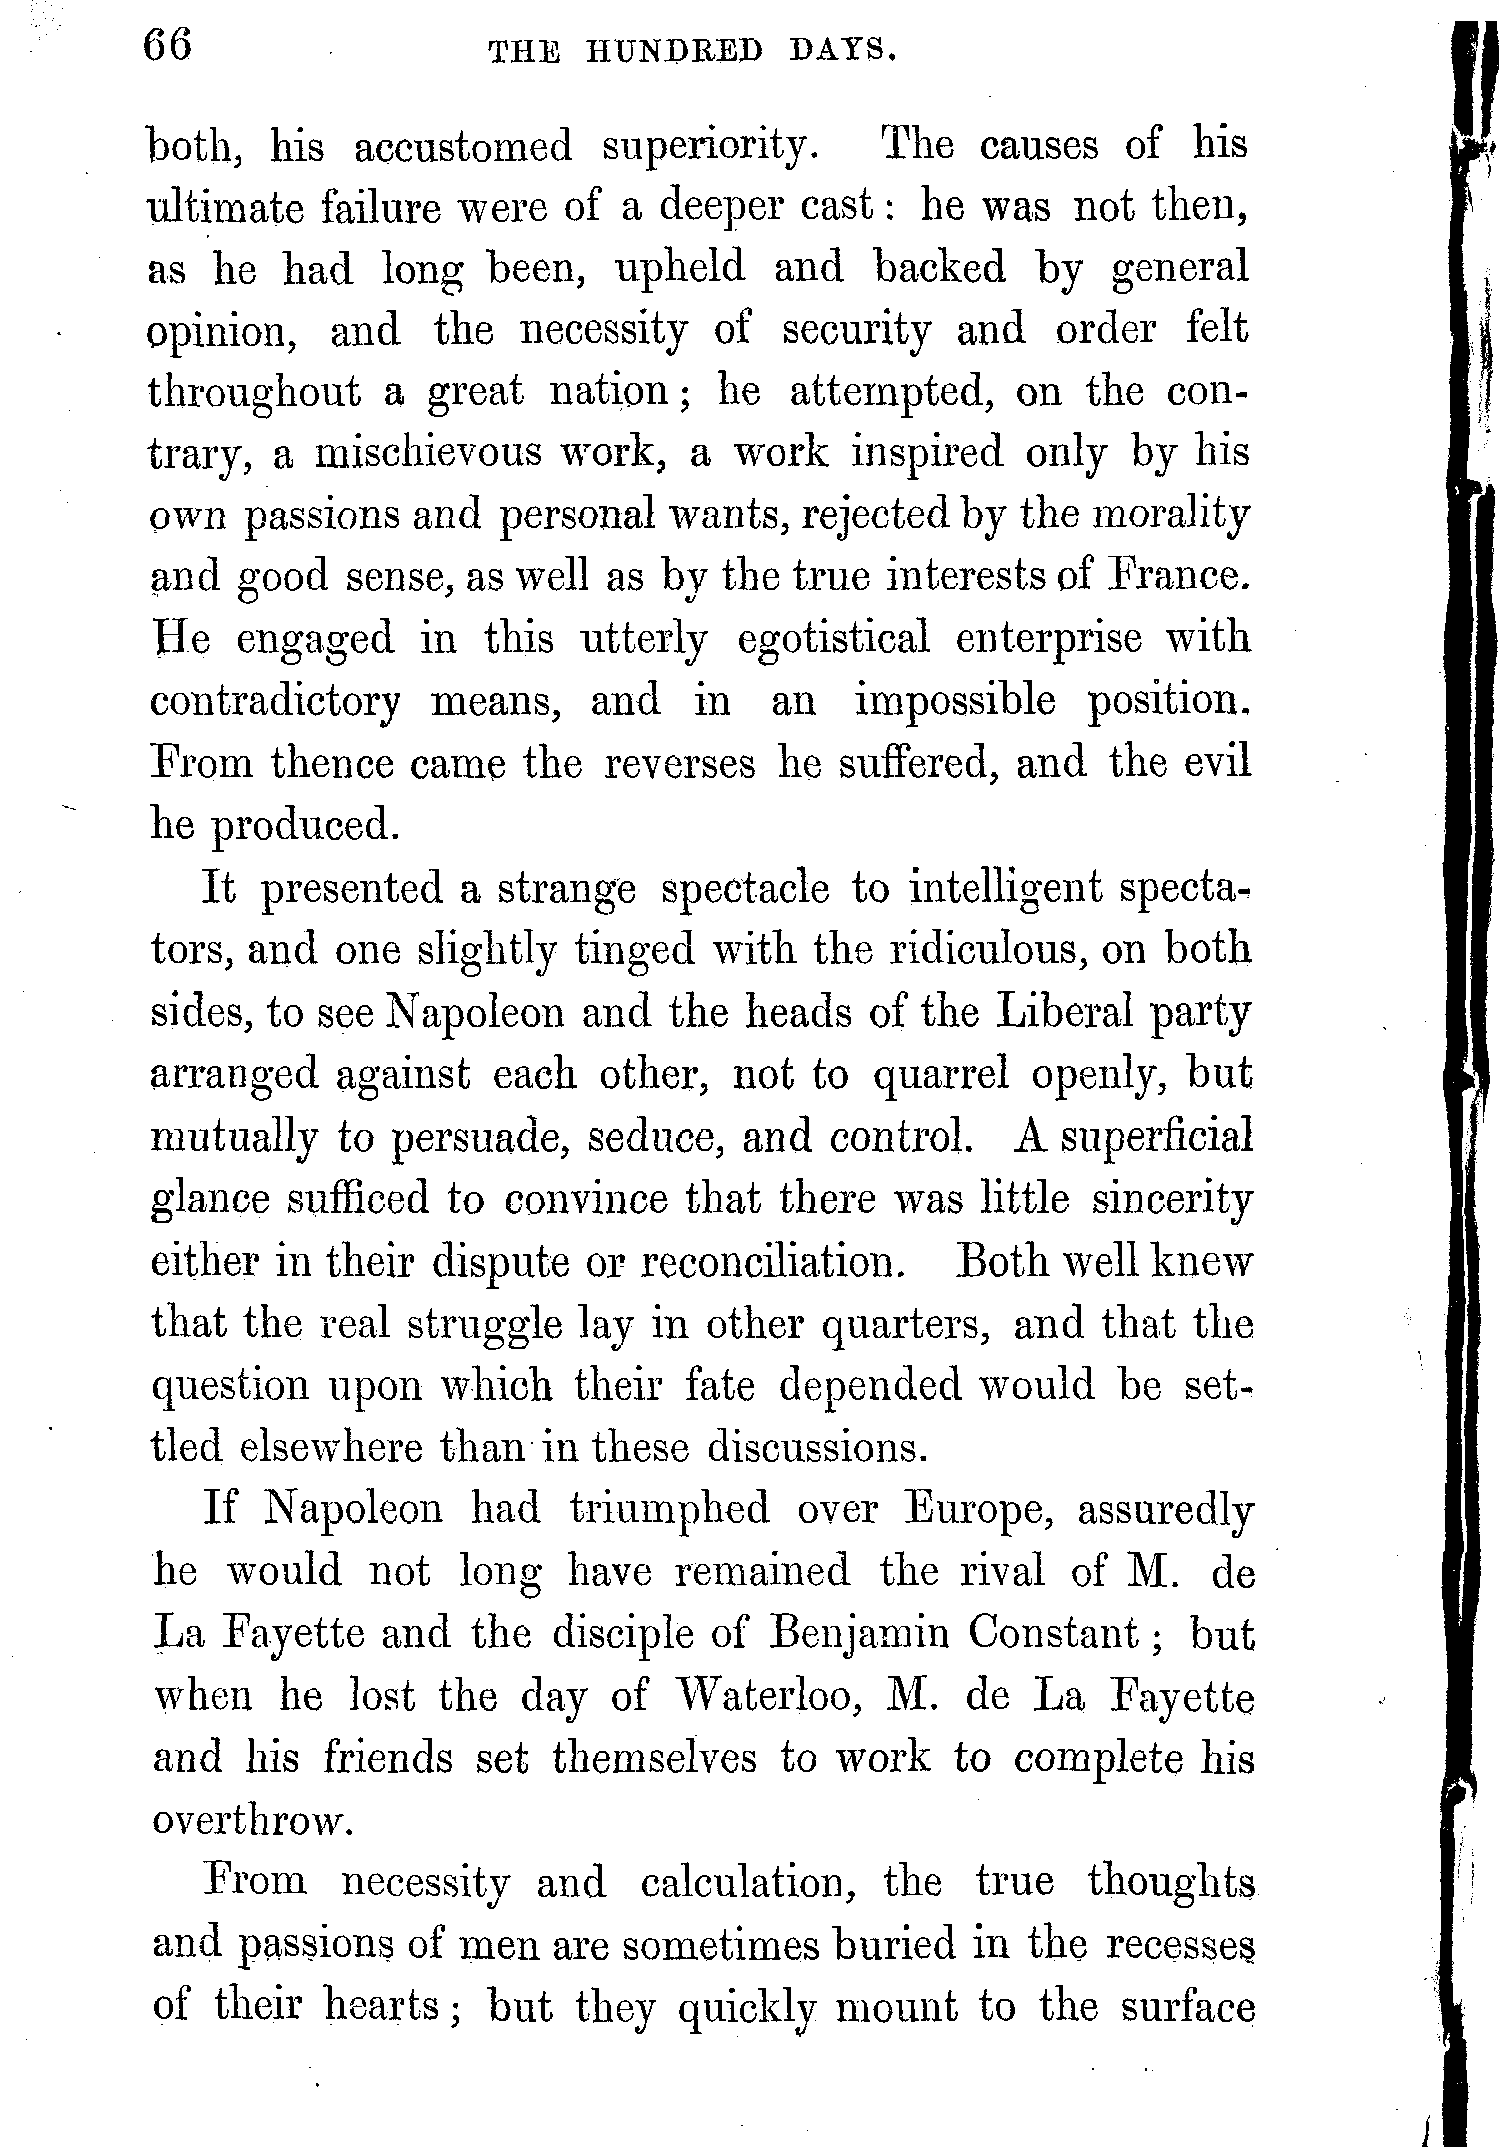 66 THE HUNDRED DAYS.
both, his accustomed superiority. The causes of his
ultimate failure were of a deeper cast : he was not then,
as he had long been, upheld and backed by general
opinion, and the necessity of security and order felt
throughout a great nation ; he attempted, on the con-
trary, a mischievous work, a work inspired only by his
own passions and personal wants, rejected by the morality
and good sense, as well as by the true interests of France.
He engaged in this utterly egotistical enterprise with
contradictory means, and in an impossible position.
From thence came the reverses he suffered, and the evil
he produced.
It presented a strange spectacle to intelligent specta-
tors, and one slightly tinged with the ridiculous, on both
sides, to see Napoleon and the heads of the Liberal party
arranged against each other, not to quarrel openly, but
mutually to persuade, seduce, and control. A superficial
glance sufficed to convince that there was little sincerity
either in their dispute or reconciliation. Both well knew
that the real struggle lay in other quarters, and that the
question upon which their fate depended would be set-
tled elsewhere than in these discussions.
If Napoleon had triumphed over Europe, assuredly
he would not long have remained the rival of M. de
La Fayette and the disciple of Benjamin Constant ; but
when he lost the day of Waterloo, M. de La Fayette
and his friends set themselves to work to complete his
overthrow.
From necessity and calculation, the true thoughts
and passions of men are sometimes buried in the recesses
of their hearts ; but they quickly mount to the surface